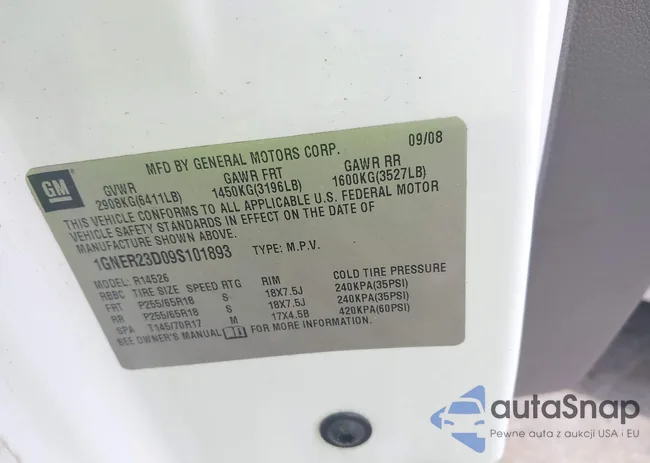 09/08
MFD BY GENERAL MOTORS CORP.
GM
GVWR GAWR FRT GAWR RR
2908KG(6411LB) 1450KG(3196LB) 1600KG(3527LB)
THIS VEHICLE CONFORMS TO ALL APPLICABLE U.S. FEDERAL MOTOR
VEHICLE SAFETY STANDARDS IN EFFECT ON THE DATE OF
MANUFACTURE SHOWN ABOVE.
1GNER23D09S101893 TYPE: M.P.V.
MODEL: R14526
RBBC TIRE SIZE SPEED RTG RIM COLD TIRE PRESSURE
FRT P255/65R18 S 18X7.5J 240KPA(35PSI)
RR P255/65R18 S 18X7.5J 240KPA(35PSI)
SPA T145/70R17 M 17X4.5B 420KPA(60PSI)
SEE OWNER'S MANUAL FOR MORE INFORMATION.
autaSnap
Pewne auta z aukcji USA i EU